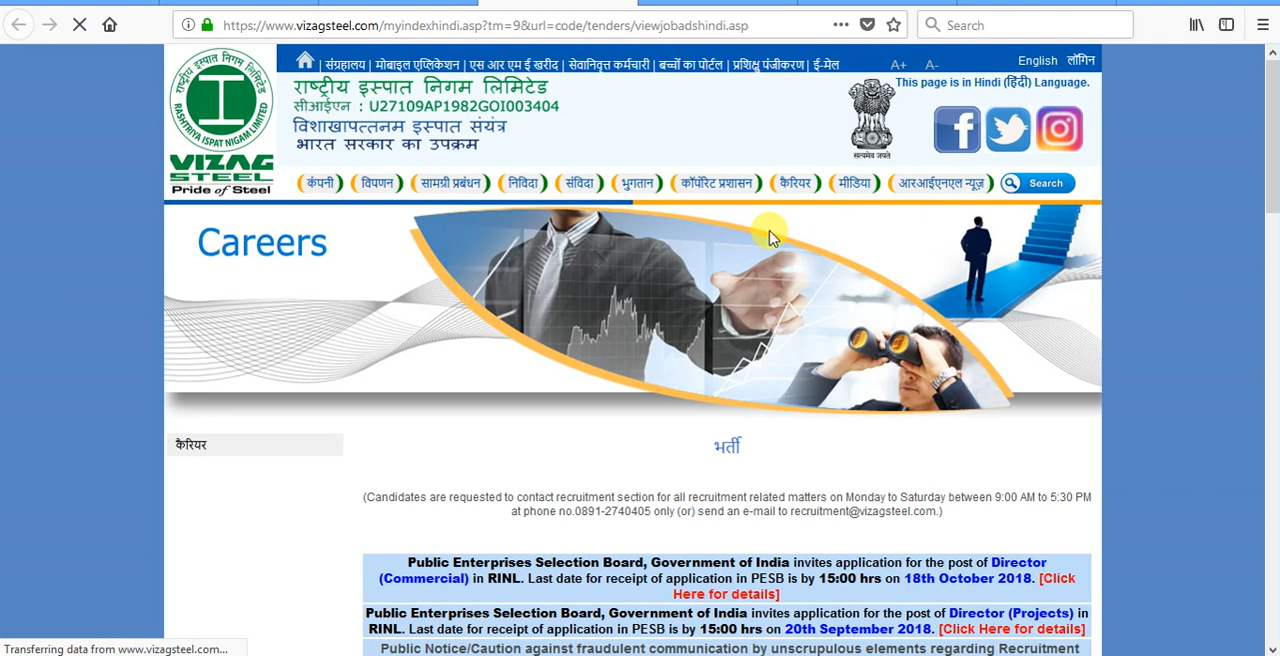 https://www.vizagsteel.com/myindexhindi.asp?tm=9&url=code/tenders/viewjobadshindi.asp
Search
संग्रहालय | मोबाइल एप्लिकेशन | एस आर एम ई खरीद | सेवानिवृत्त कर्मचारी | बच्चों का पोर्टल | प्रशिक्षु पंजीकरण | ई-मेल
A+ A-
English लॉगिन
This page is in Hindi (हिंदी) Language.
राष्ट्रीय इस्पात निगम लिमिटेड
सीआईएन : U27109AP1982GOI003404
विशाखापत्तनम इस्पात संयंत्र
भारत सरकार का उपक्रम
राष्ट्रीय इस्पात निगम लिमिटेड
RASHTRIYA ISPAT NIGAM LIMITED
VIZAG
STEEL
Pride of Steel
सत्यमेव जयते
कंपनी विपणन सामग्री प्रबंधन निविदा संविदा भुगतान कॉर्पोरेट प्रशासन कैरियर मीडिया आरआईएनएल न्यूज़ Search
Careers
कैरियर
भर्ती
(Candidates are requested to contact recruitment section for all recruitment related matters on Monday to Saturday between 9:00 AM to 5:30 PM
at phone no.0891-2740405 only (or) send an e-mail to recruitment@vizagsteel.com.)
Public Enterprises Selection Board, Government of India invites application for the post of Director
(Commercial) in RINL. Last date for receipt of application in PESB is by 15:00 hrs on 18th October 2018. [Click
Here for details]
Public Enterprises Selection Board, Government of India invites application for the post of Director (Projects) in
RINL. Last date for receipt of application in PESB is by 15:00 hrs on 20th September 2018. [Click Here for details]
Public Notice/Caution against fraudulent communication by unscrupulous elements regarding Recruitment
Transferring data from www.vizagsteel.com...